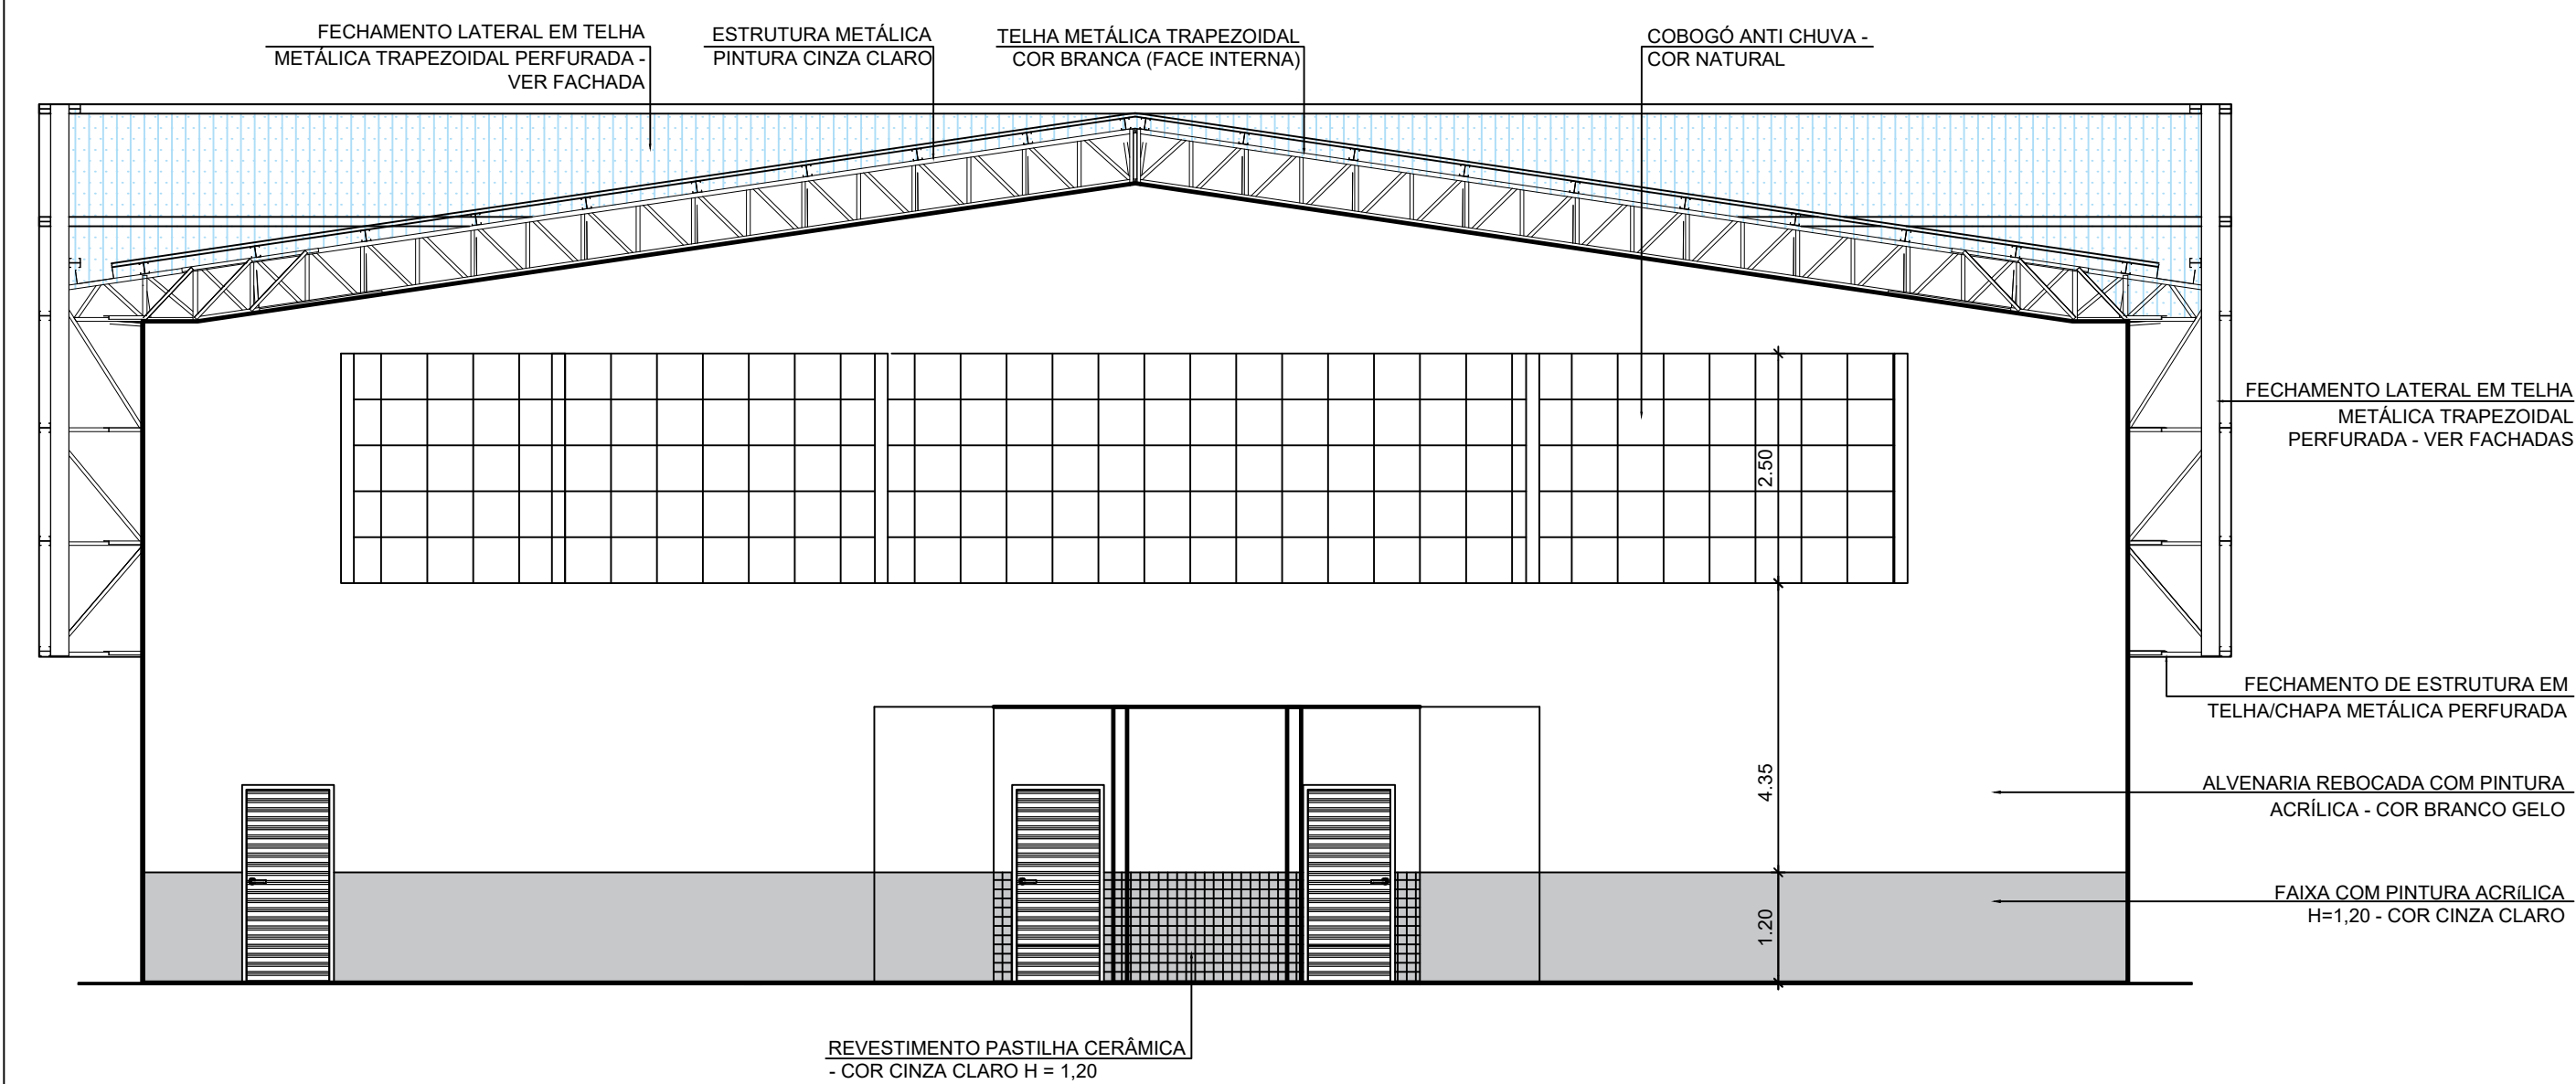 FECHAMENTO LATERAL EM TELHA
METÁLICA TRAPEZOIDAL PERFURADA -
VER FACHADA
ESTRUTURA METÁLICA
PINTURA CINZA CLARO
TELHA METÁLICA TRAPEZOIDAL
COR BRANCA (FACE INTERNA)
COBOGÓ ANTI CHUVA -
COR NATURAL
FECHAMENTO LATERAL EM TELHA
METÁLICA TRAPEZOIDAL
PERFURADA - VER FACHADAS
2.50
FECHAMENTO DE ESTRUTURA EM
TELHA/CHAPA METÁLICA PERFURADA
4.35
ALVENARIA REBOCADA COM PINTURA
ACRÍLICA - COR BRANCO GELO
1.20
FAIXA COM PINTURA ACRíLICA
H=1,20 - COR CINZA CLARO
REVESTIMENTO PASTILHA CERÂMICA
- COR CINZA CLARO H = 1,20